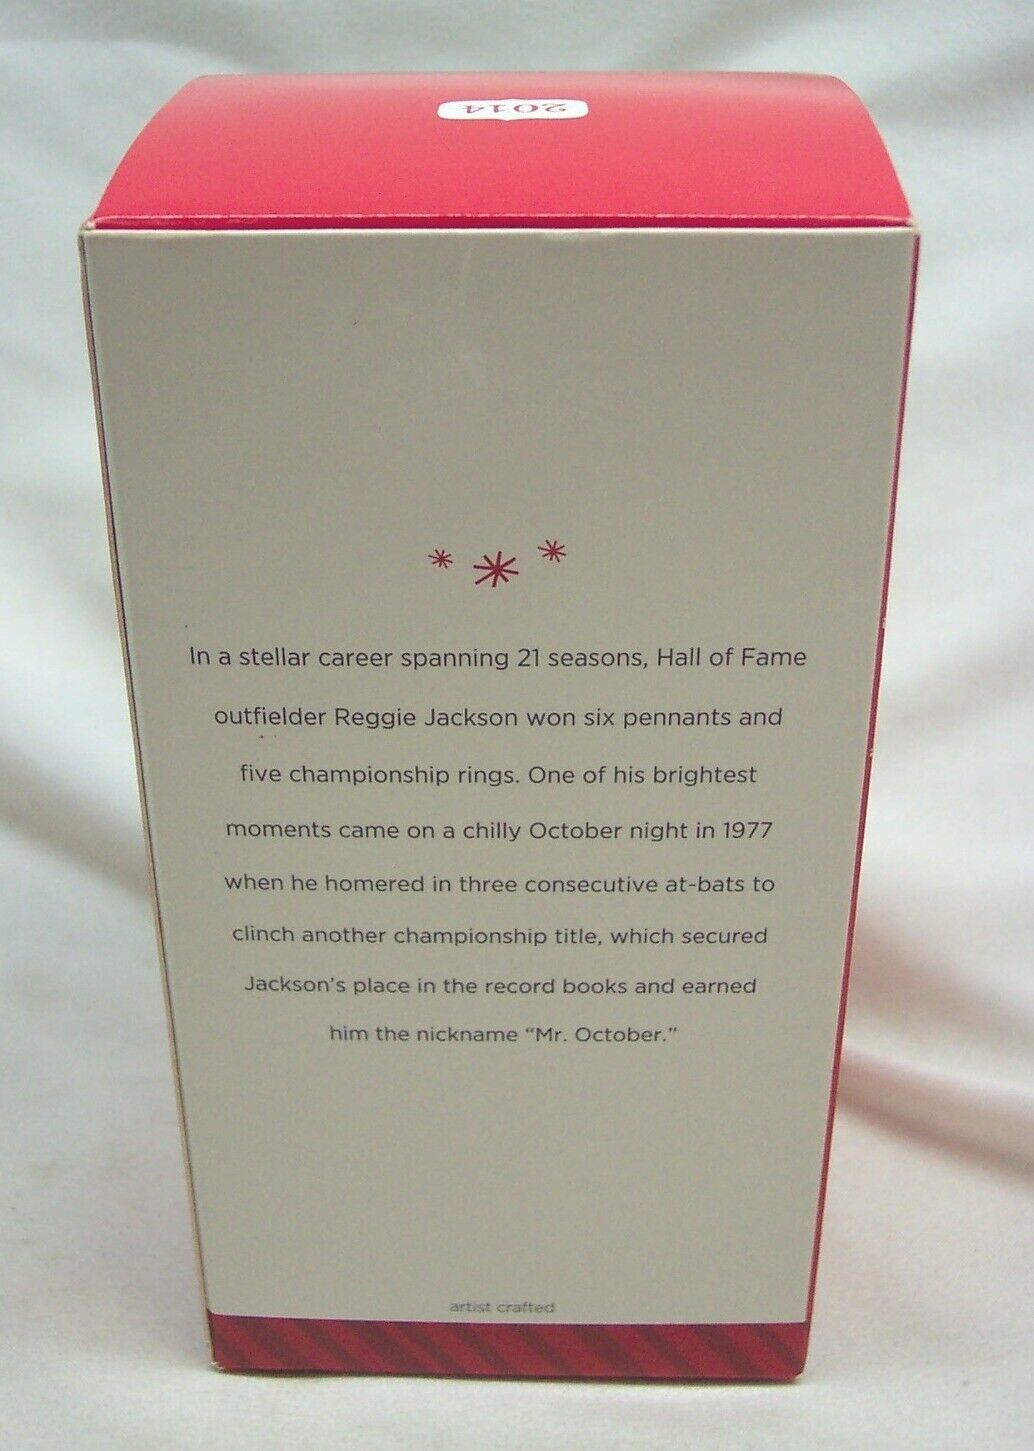 2014
In a stellar career spanning 21 seasons, Hall of Fame
outfielder Reggie Jackson won six pennants and
five championship rings. One of his brightest
moments came on a chilly October night in 1977
when he homered in three consecutive at-bats to
clinch another championship title, which secured
Jackson's place in the record books and earned
him the nickname “Mr. October.”
artist crafted